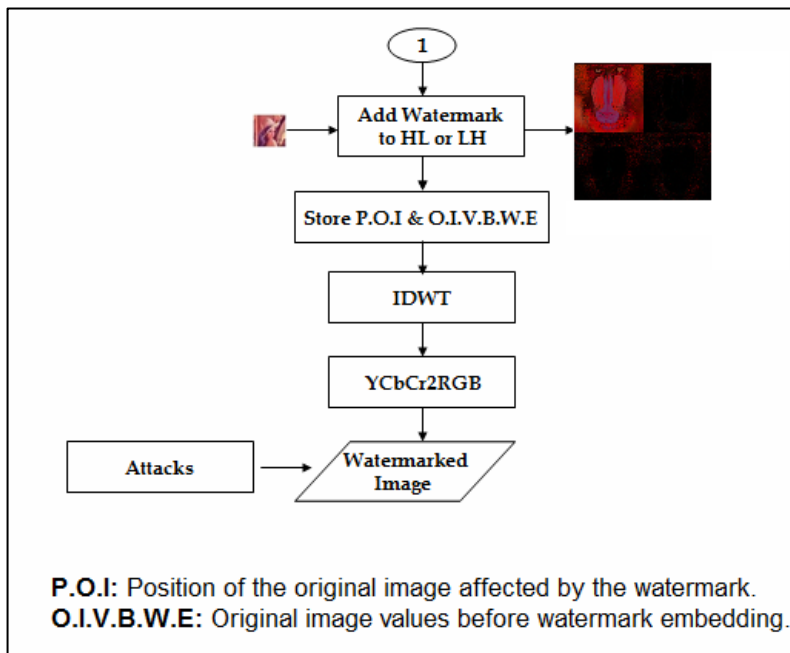 1
Add Watermark
to HL or LH
Store P.O.I & O.I.V.B.W.E
IDWT
YCbCr2RGB
Attacks
Watermarked
Image
P.O.I: Position of the original image affected by the watermark.
O.I.V.B.W.E: Original image values before watermark embedding.